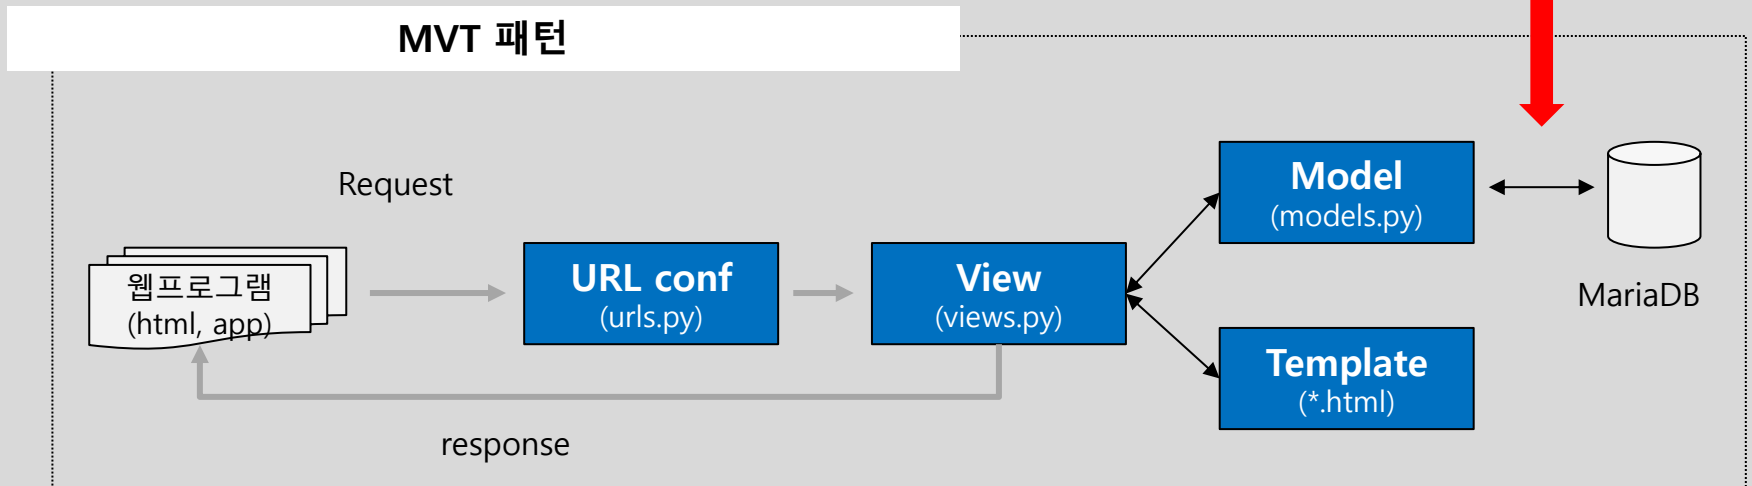 MVT 패턴
Request
웹프로그램
(html, app)
URL conf
(urls.py)
View
(views.py)
Model
(models.py)
Template
(*.html)
MariaDB
response